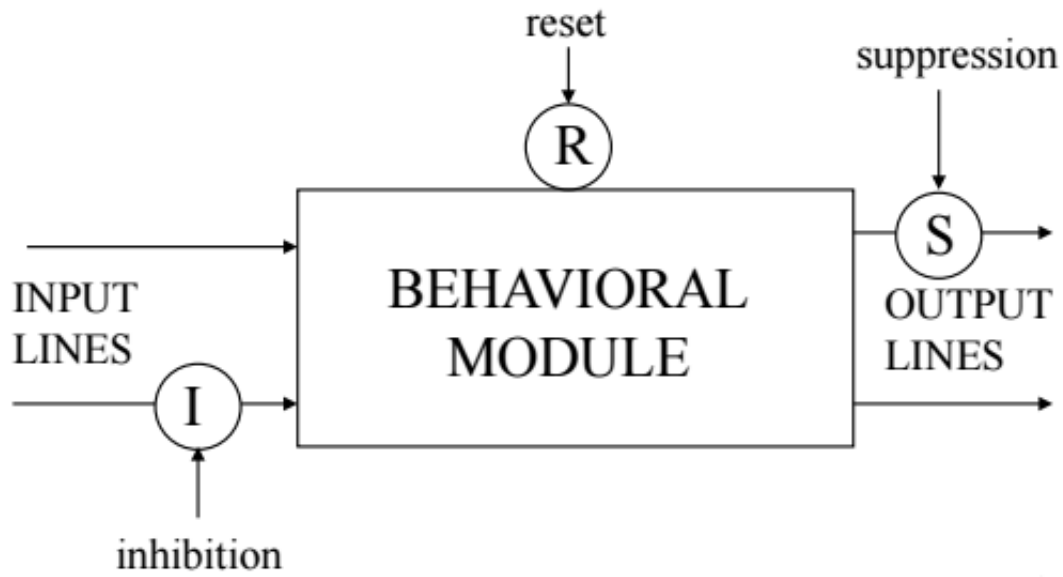 reset
suppression
R
S
INPUT
LINES
BEHAVIORAL
MODULE
OUTPUT
LINES
I
inhibition